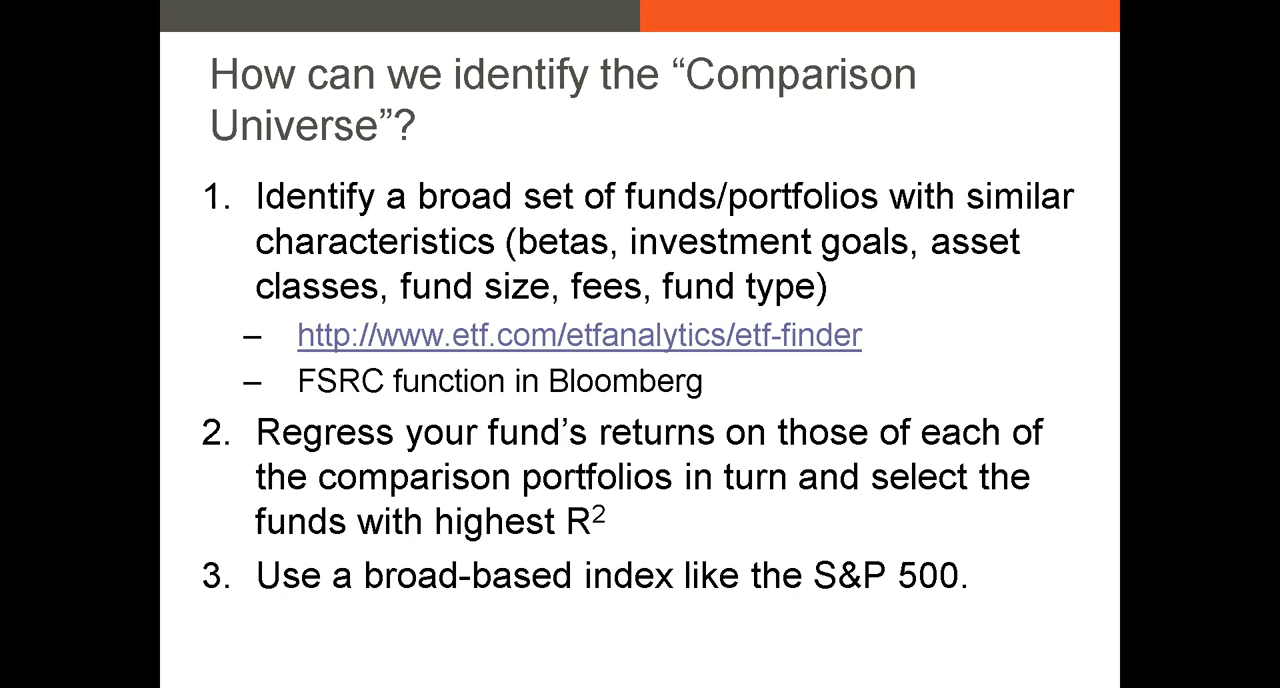 How can we identify the “Comparison
Universe”?
1. Identify a broad set of funds/portfolios with similar
characteristics (betas, investment goals, asset
classes, fund size, fees, fund type)
– http://www.etf.com/etfanalytics/etf-finder
– FSRC function in Bloomberg
2. Regress your fund’s returns on those of each of
the comparison portfolios in turn and select the
funds with highest R²
3. Use a broad-based index like the S&P 500.